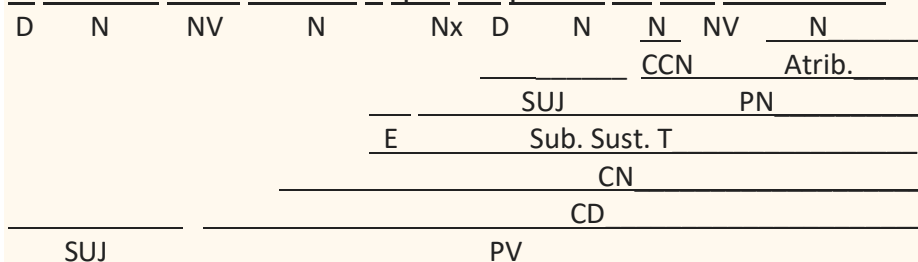 D N NV N Nx D N N NV N
CCN Atrib.
SUJ PN
E Sub. Sust. T
CN
CD
SUJ PV